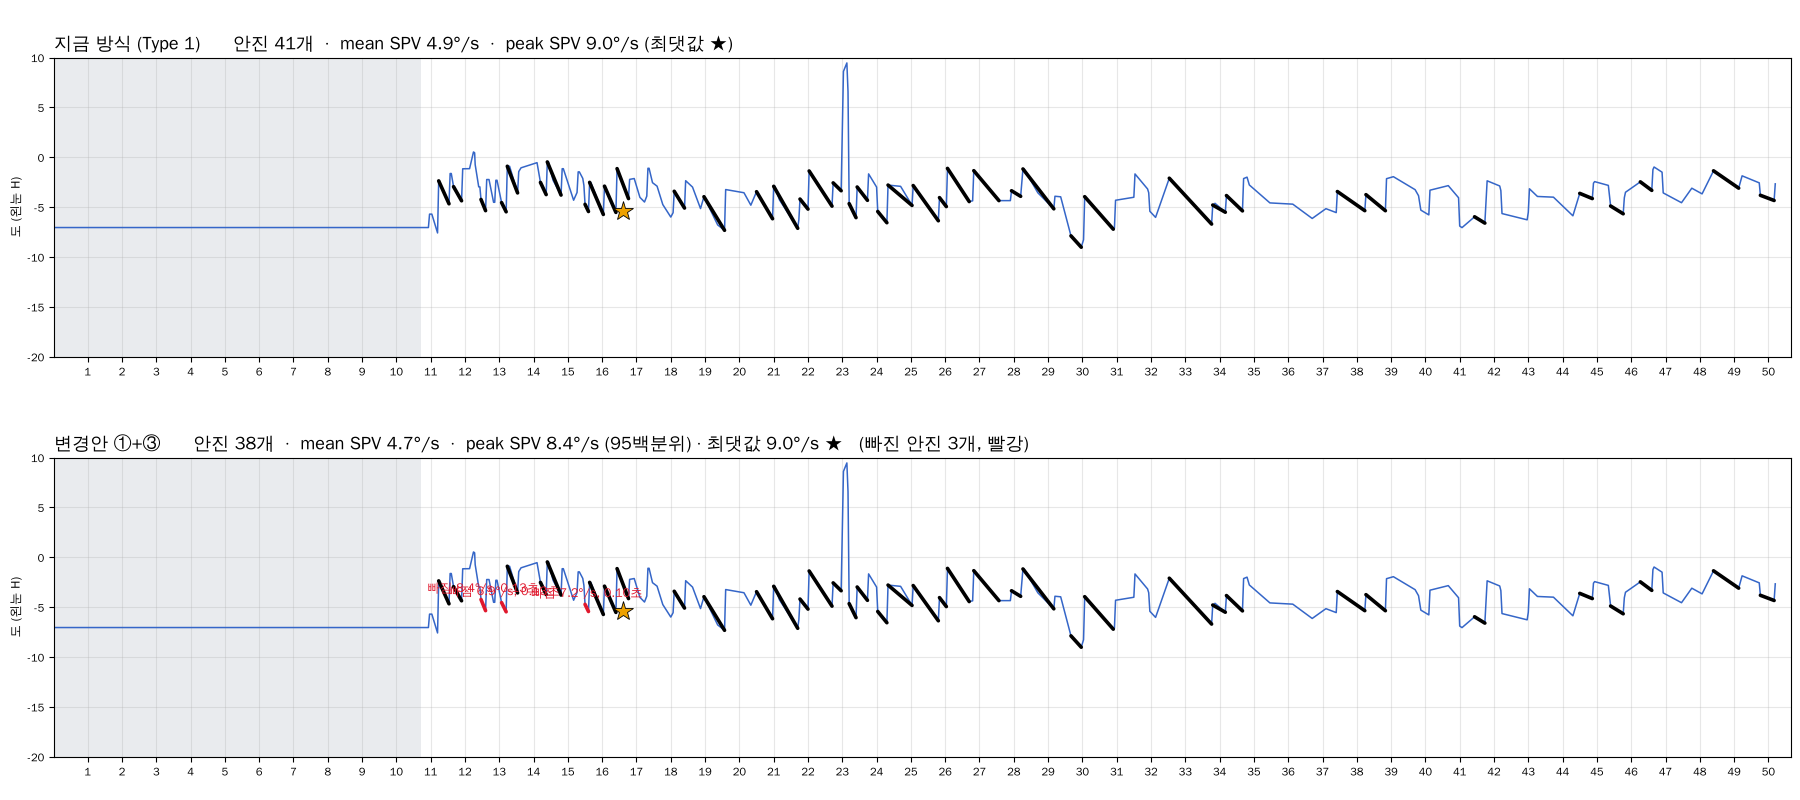 지금 방식 (Type 1) 안진 41개 · mean SPV 4.9°/s · peak SPV 9.0°/s (최댓값 ★)
10
5
0
-5
-10
-15
-20
도 (왼눈 H)
1 2 3 4 5 6 7 8 9 10 11 12 13 14 15 16 17 18 19 20 21 22 23 24 25 26 27 28 29 30 31 32 33 34 35 36 37 38 39 40 41 42 43 44 45 46 47 48 49 50
변경안 ①+③ 안진 38개 · mean SPV 4.7°/s · peak SPV 8.4°/s (95백분위) · 최댓값 9.0°/s ★ (빠진 안진 3개, 빨강)
10
5
0
-5
-10
-15
-20
도 (왼눈 H)
7.2°/s, 0.10초
1 2 3 4 5 6 7 8 9 10 11 12 13 14 15 16 17 18 19 20 21 22 23 24 25 26 27 28 29 30 31 32 33 34 35 36 37 38 39 40 41 42 43 44 45 46 47 48 49 50